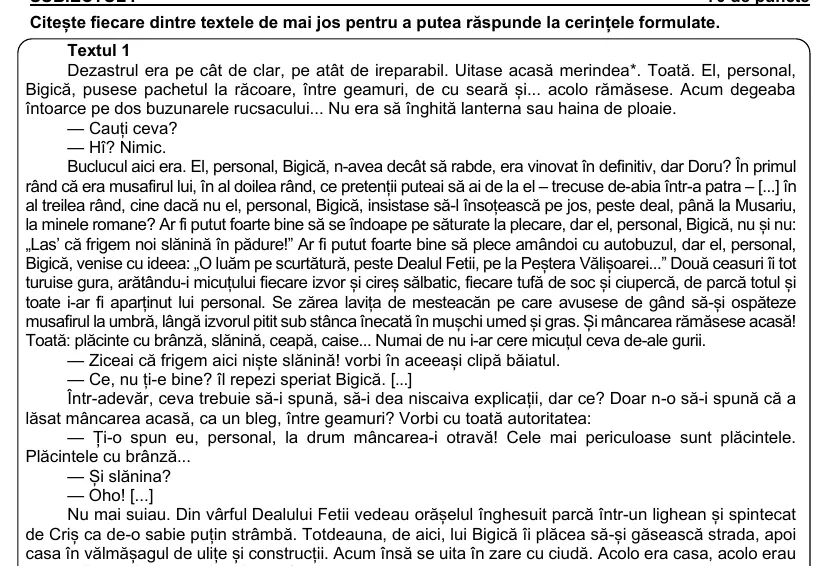 Citește fiecare dintre textele de mai jos pentru a putea răspunde la cerințele formulate.
Textul 1
Dezastrul era pe cât de clar, pe atât de ireparabil. Uitase acasă merindea*. Toată. El, personal,
Bigică, pusese pachetul la răcoare, între geamuri, de cu seară și... acolo rămăsese. Acum degeaba
întoarce pe dos buzunarele rucsacului... Nu era să înghită lanterna sau haina de ploaie.
— Cauți ceva?
— Hî? Nimic.
Buclucul aici era. El, personal, Bigică, n-avea decât să rabde, era vinovat în definitiv, dar Doru? În primul
rând că era musafirul lui, în al doilea rând, ce pretenții puteai să ai de la el – trecuse de-abia într-a patra – [...] în
al treilea rând, cine dacă nu el, personal, Bigică, insistase să-l însoțească pe jos, peste deal, până la Musariu,
la minele romane? Ar fi putut foarte bine să se îndoape pe săturate la plecare, dar el, personal, Bigică, nu și nu:
„Las’ că frigem noi slănină în pădure!” Ar fi putut foarte bine să plece amândoi cu autobuzul, dar el, personal,
Bigică, venise cu ideea: „O luăm pe scurtătură, peste Dealul Fetii, pe la Peștera Vălișoarei...” Două ceasuri îi tot
turuise gura, arătându-i micuțului fiecare izvor și cireș sălbatic, fiecare tufă de soc și ciupercă, de parcă totul și
toate i-ar fi aparținut lui personal. Se zărea lavița de mesteacăn pe care avusese de gând să-și ospăteze
musafirul la umbră, lângă izvorul pitit sub stânca înecată în mușchi umed și gras. Și mâncarea rămăsese acasă!
Toată: plăcinte cu brânză, slănină, ceapă, caise... Numai de nu i-ar cere micuțul ceva de-ale gurii.
— Ziceai că frigem aici niște slănină! vorbi în aceeași clipă băiatul.
— Ce, nu ți-e bine? îl repezi speriat Bigică. [...]
Într-adevăr, ceva trebuie să-i spună, să-i dea niscaiva explicații, dar ce? Doar n-o să-i spună că a
lăsat mâncarea acasă, ca un bleg, între geamuri? Vorbi cu toată autoritatea:
— Ți-o spun eu, personal, la drum mâncarea-i otravă! Cele mai periculoase sunt plăcintele.
Plăcintele cu brânză...
— Și slănina?
— Oho! [...]
Nu mai suiau. Din vârful Dealului Fetii vedeau orășelul înghesuit parcă într-un lighean și spintecat
de Criș ca de-o sabie puțin strâmbă. Totdeauna, de aici, lui Bigică îi plăcea să-și găsească strada, apoi
casa în vălmășagul de ulițe și construcții. Acum însă se uita în zare cu ciudă. Acolo era casa, acolo erau